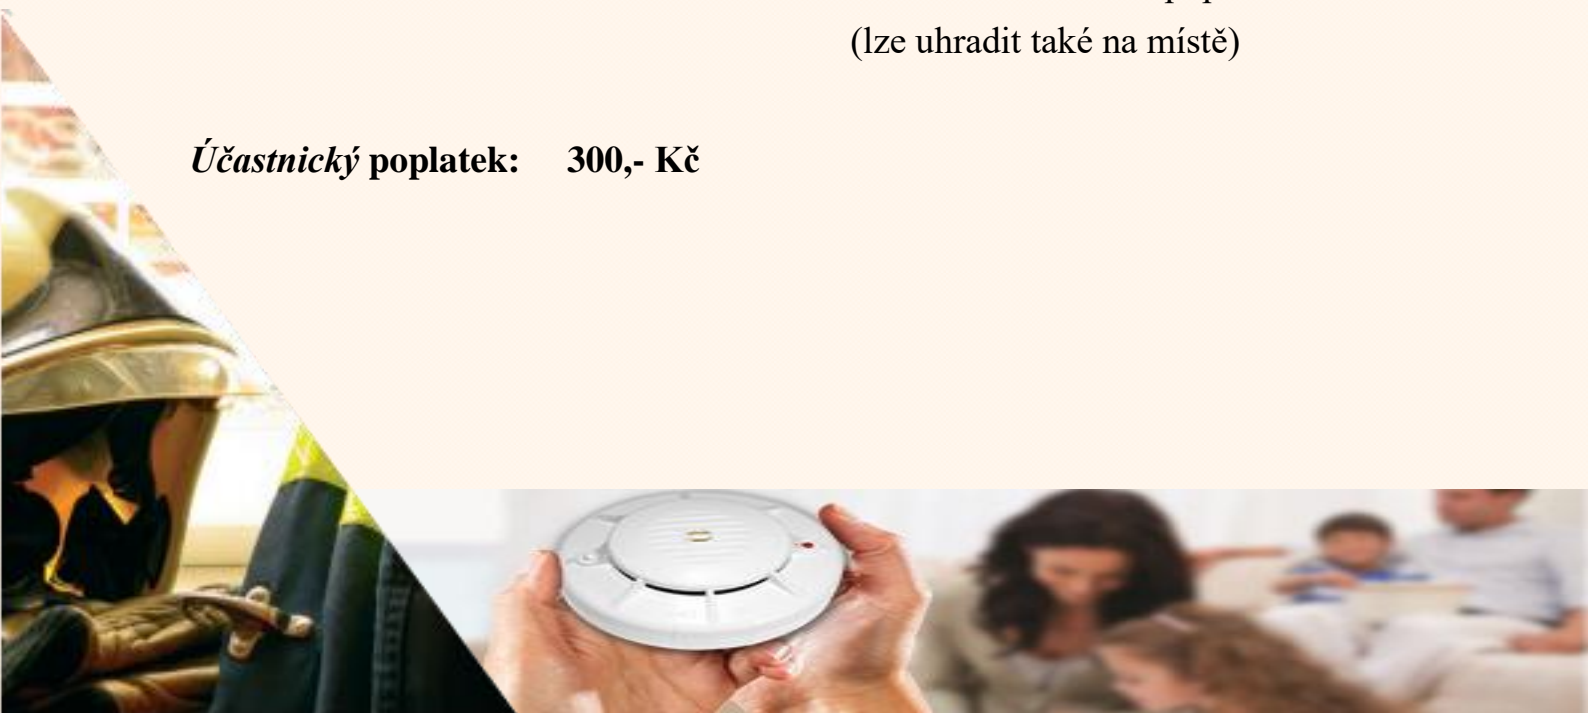 (lze uhradit také na místě)
Účastnický poplatek: 300,- Kč